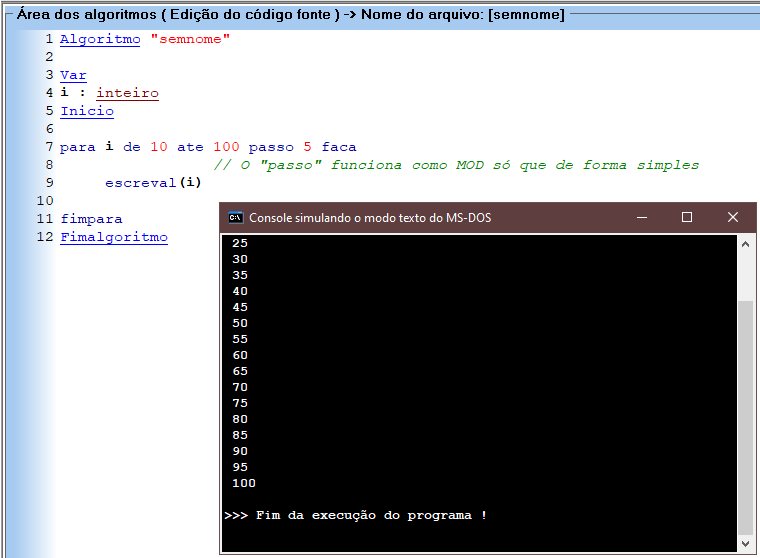 Área dos algoritmos ( Edição do código fonte ) -> Nome do arquivo: [semnome]
1 Algoritmo "semnome"
2
3 Var
4 i : inteiro
5 Inicio
6
7 para i de 10 ate 100 passo 5 faca
8 // O "passo" funciona como MOD só que de forma simples
9 escreval(i)
10
11 fimpara
12 Fimalgoritmo
C:\ Console simulando o modo texto do MS-DOS
25
30
35
40
45
50
55
60
65
70
75
80
85
90
95
100
>>> Fim da execução do programa !